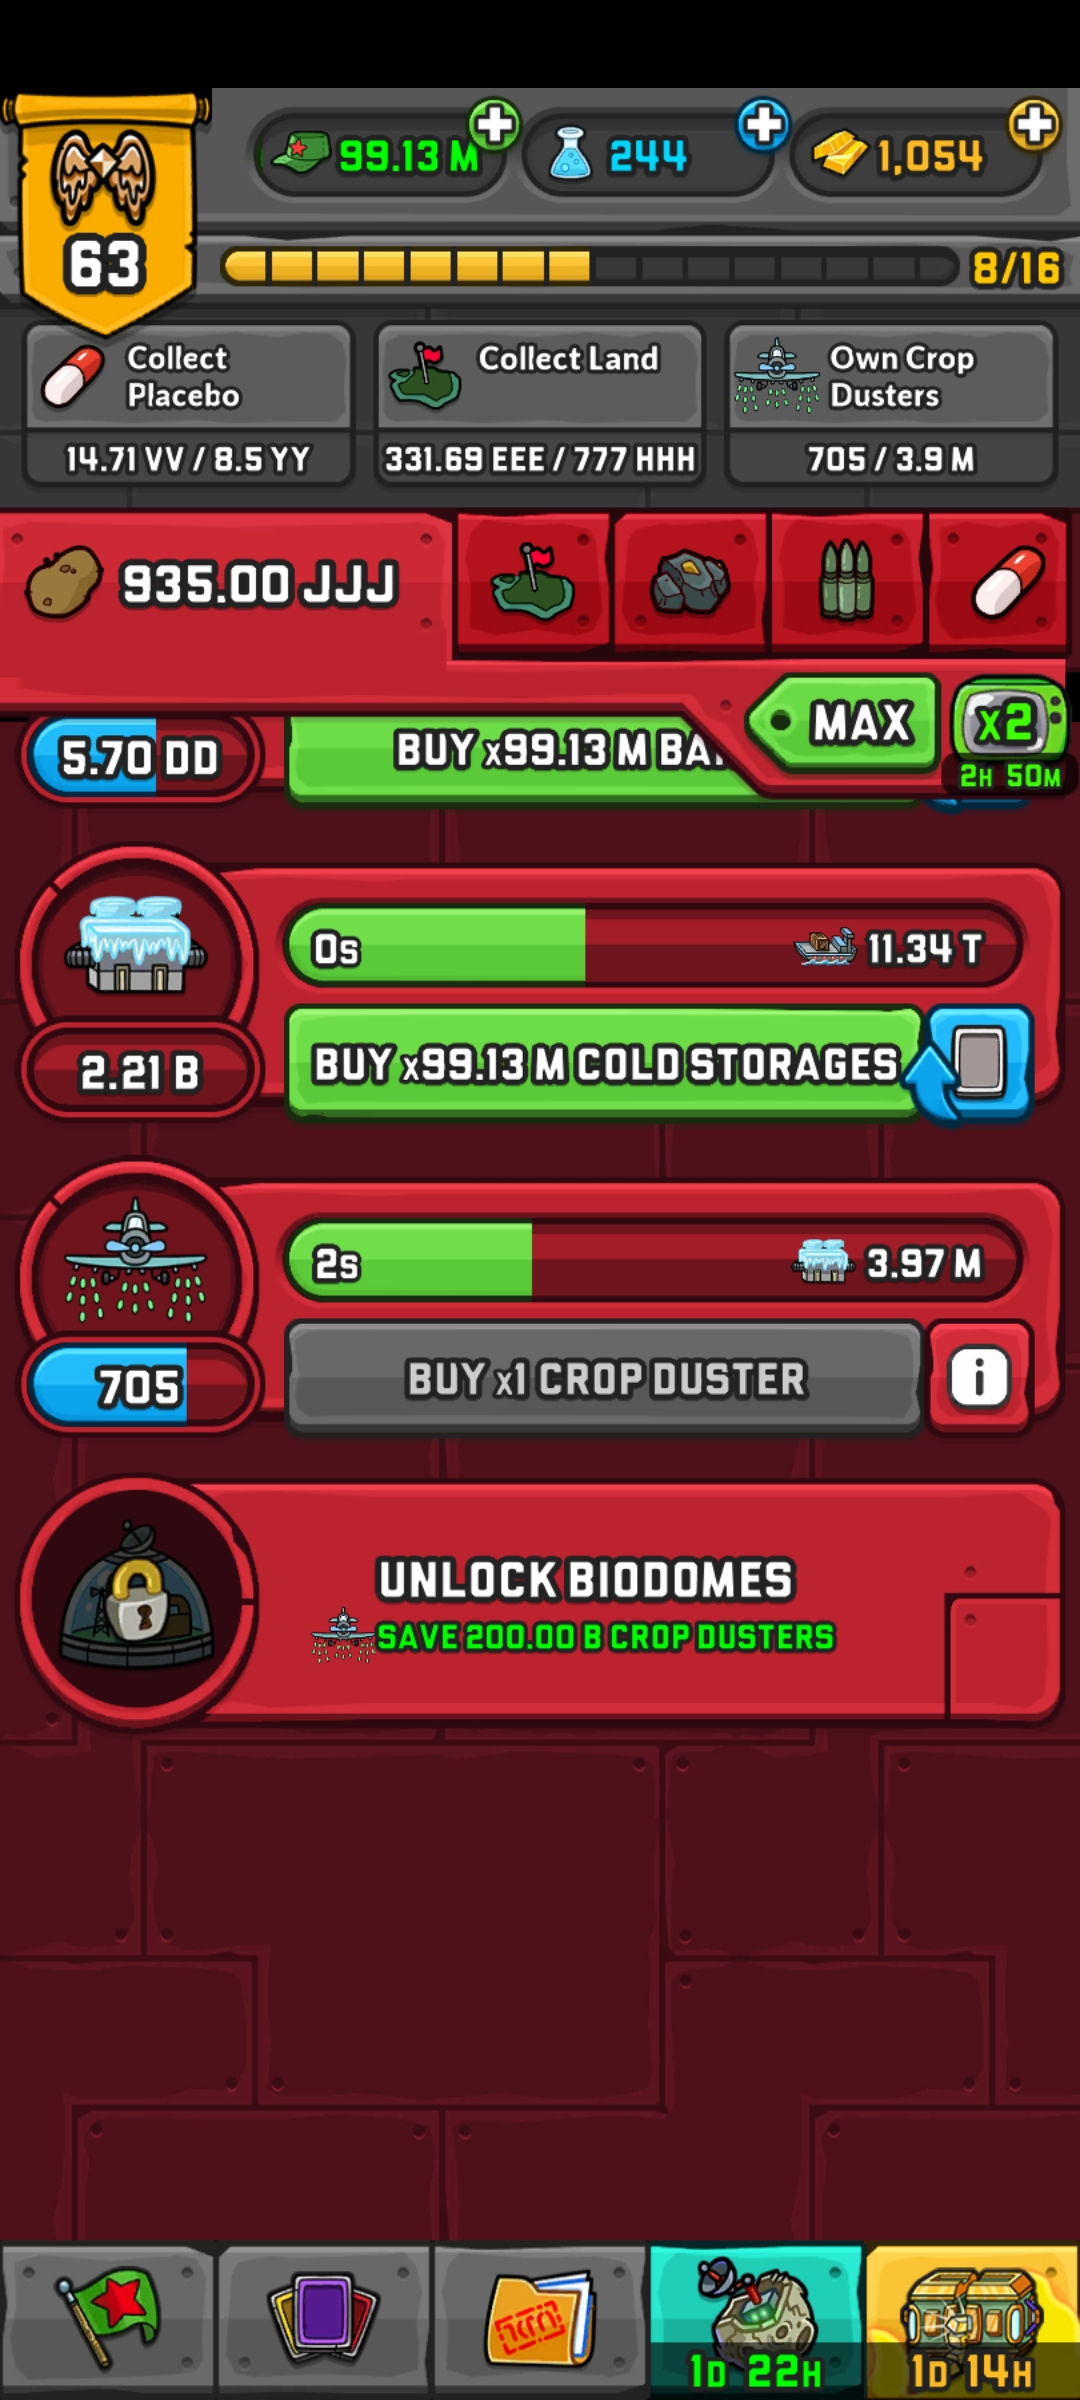 99.13 M
244
1,054
63
8/16
Collect
Placebo
14.71 VV / 8.5 YY
Collect Land
331.69 EEE / 777 HHH
Own Crop
Dusters
705 / 3.9 M
935.00 JJJ
MAX
x2
2H 50M
5.70 DD
BUY x99.13 M
0s
11.34 T
2.21 B
BUY x99.13 M COLD STORAGES
2s
3.97 M
705
BUY x1 CROP DUSTER
i
UNLOCK BIODOMES
SAVE 200.00 B CROP DUSTERS
1D 22H
1D 14H